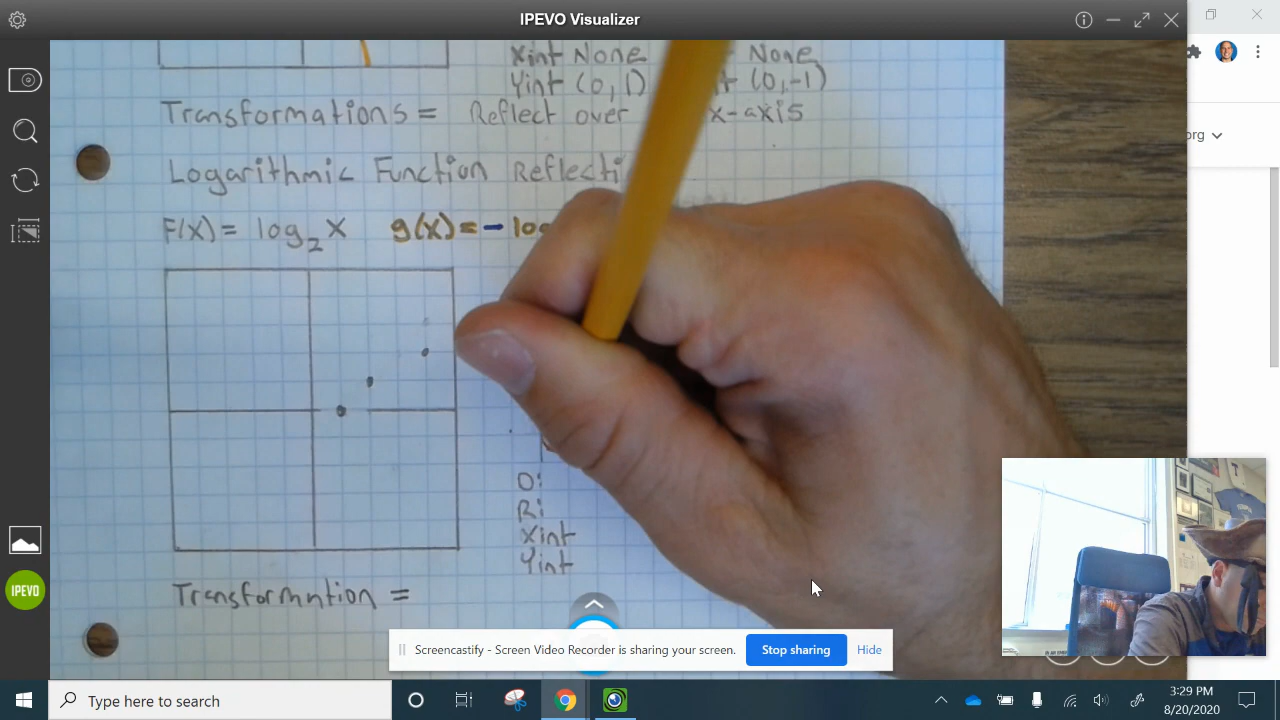 IPEVO Visualizer
Xint None None
Yint (0,1) (0,-1)
Transformations = Reflect over x-axis
Logarithmic Function Reflecti
F(x) = log₂ X g(x) = - log
D:
R:
Xint
Yint
Transformation =
IPEVO
Screencastify - Screen Video Recorder is sharing your screen.
Stop sharing
Hide
org
Type here to search
3:29 PM
8/20/2020